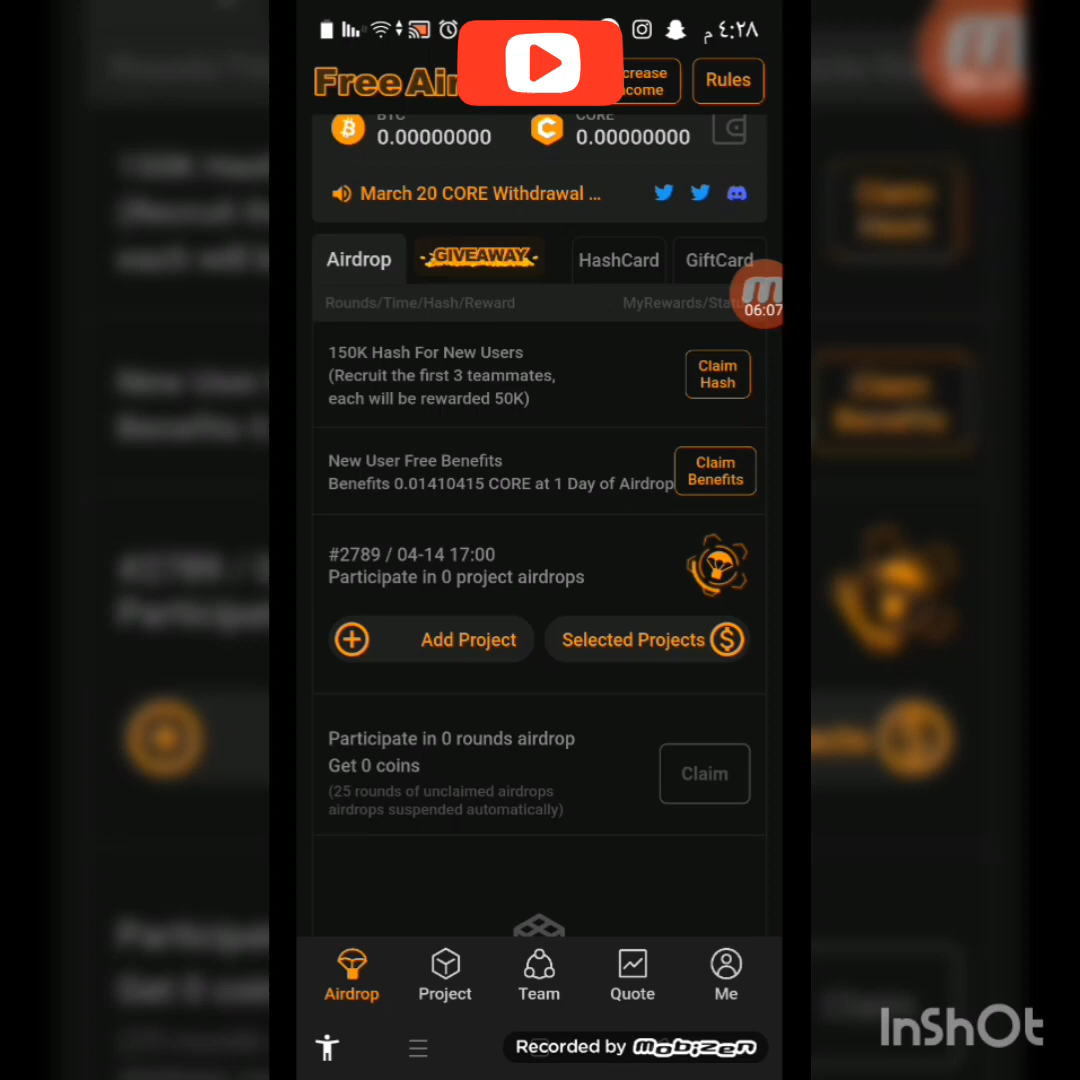 م ٤:٢٨
Free Air
crease
come
Rules
BTC
0.00000000
CORE
0.00000000
March 20 CORE Withdrawal ...
Airdrop
GIVEAWAY
HashCard
GiftCard
Rounds/Time/Hash/Reward
MyRewards/Statu
06:07
150K Hash For New Users
(Recruit the first 3 teammates,
each will be rewarded 50K)
Claim
Hash
New User Free Benefits
Benefits 0.01410415 CORE at 1 Day of Airdrop
Claim
Benefits
#2789 / 04-14 17:00
Participate in 0 project airdrops
Add Project
Selected Projects
Participate in 0 rounds airdrop
Get 0 coins
(25 rounds of unclaimed airdrops
airdrops suspended automatically)
Claim
Airdrop
Project
Team
Quote
Me
Recorded by mobizen
InShOt